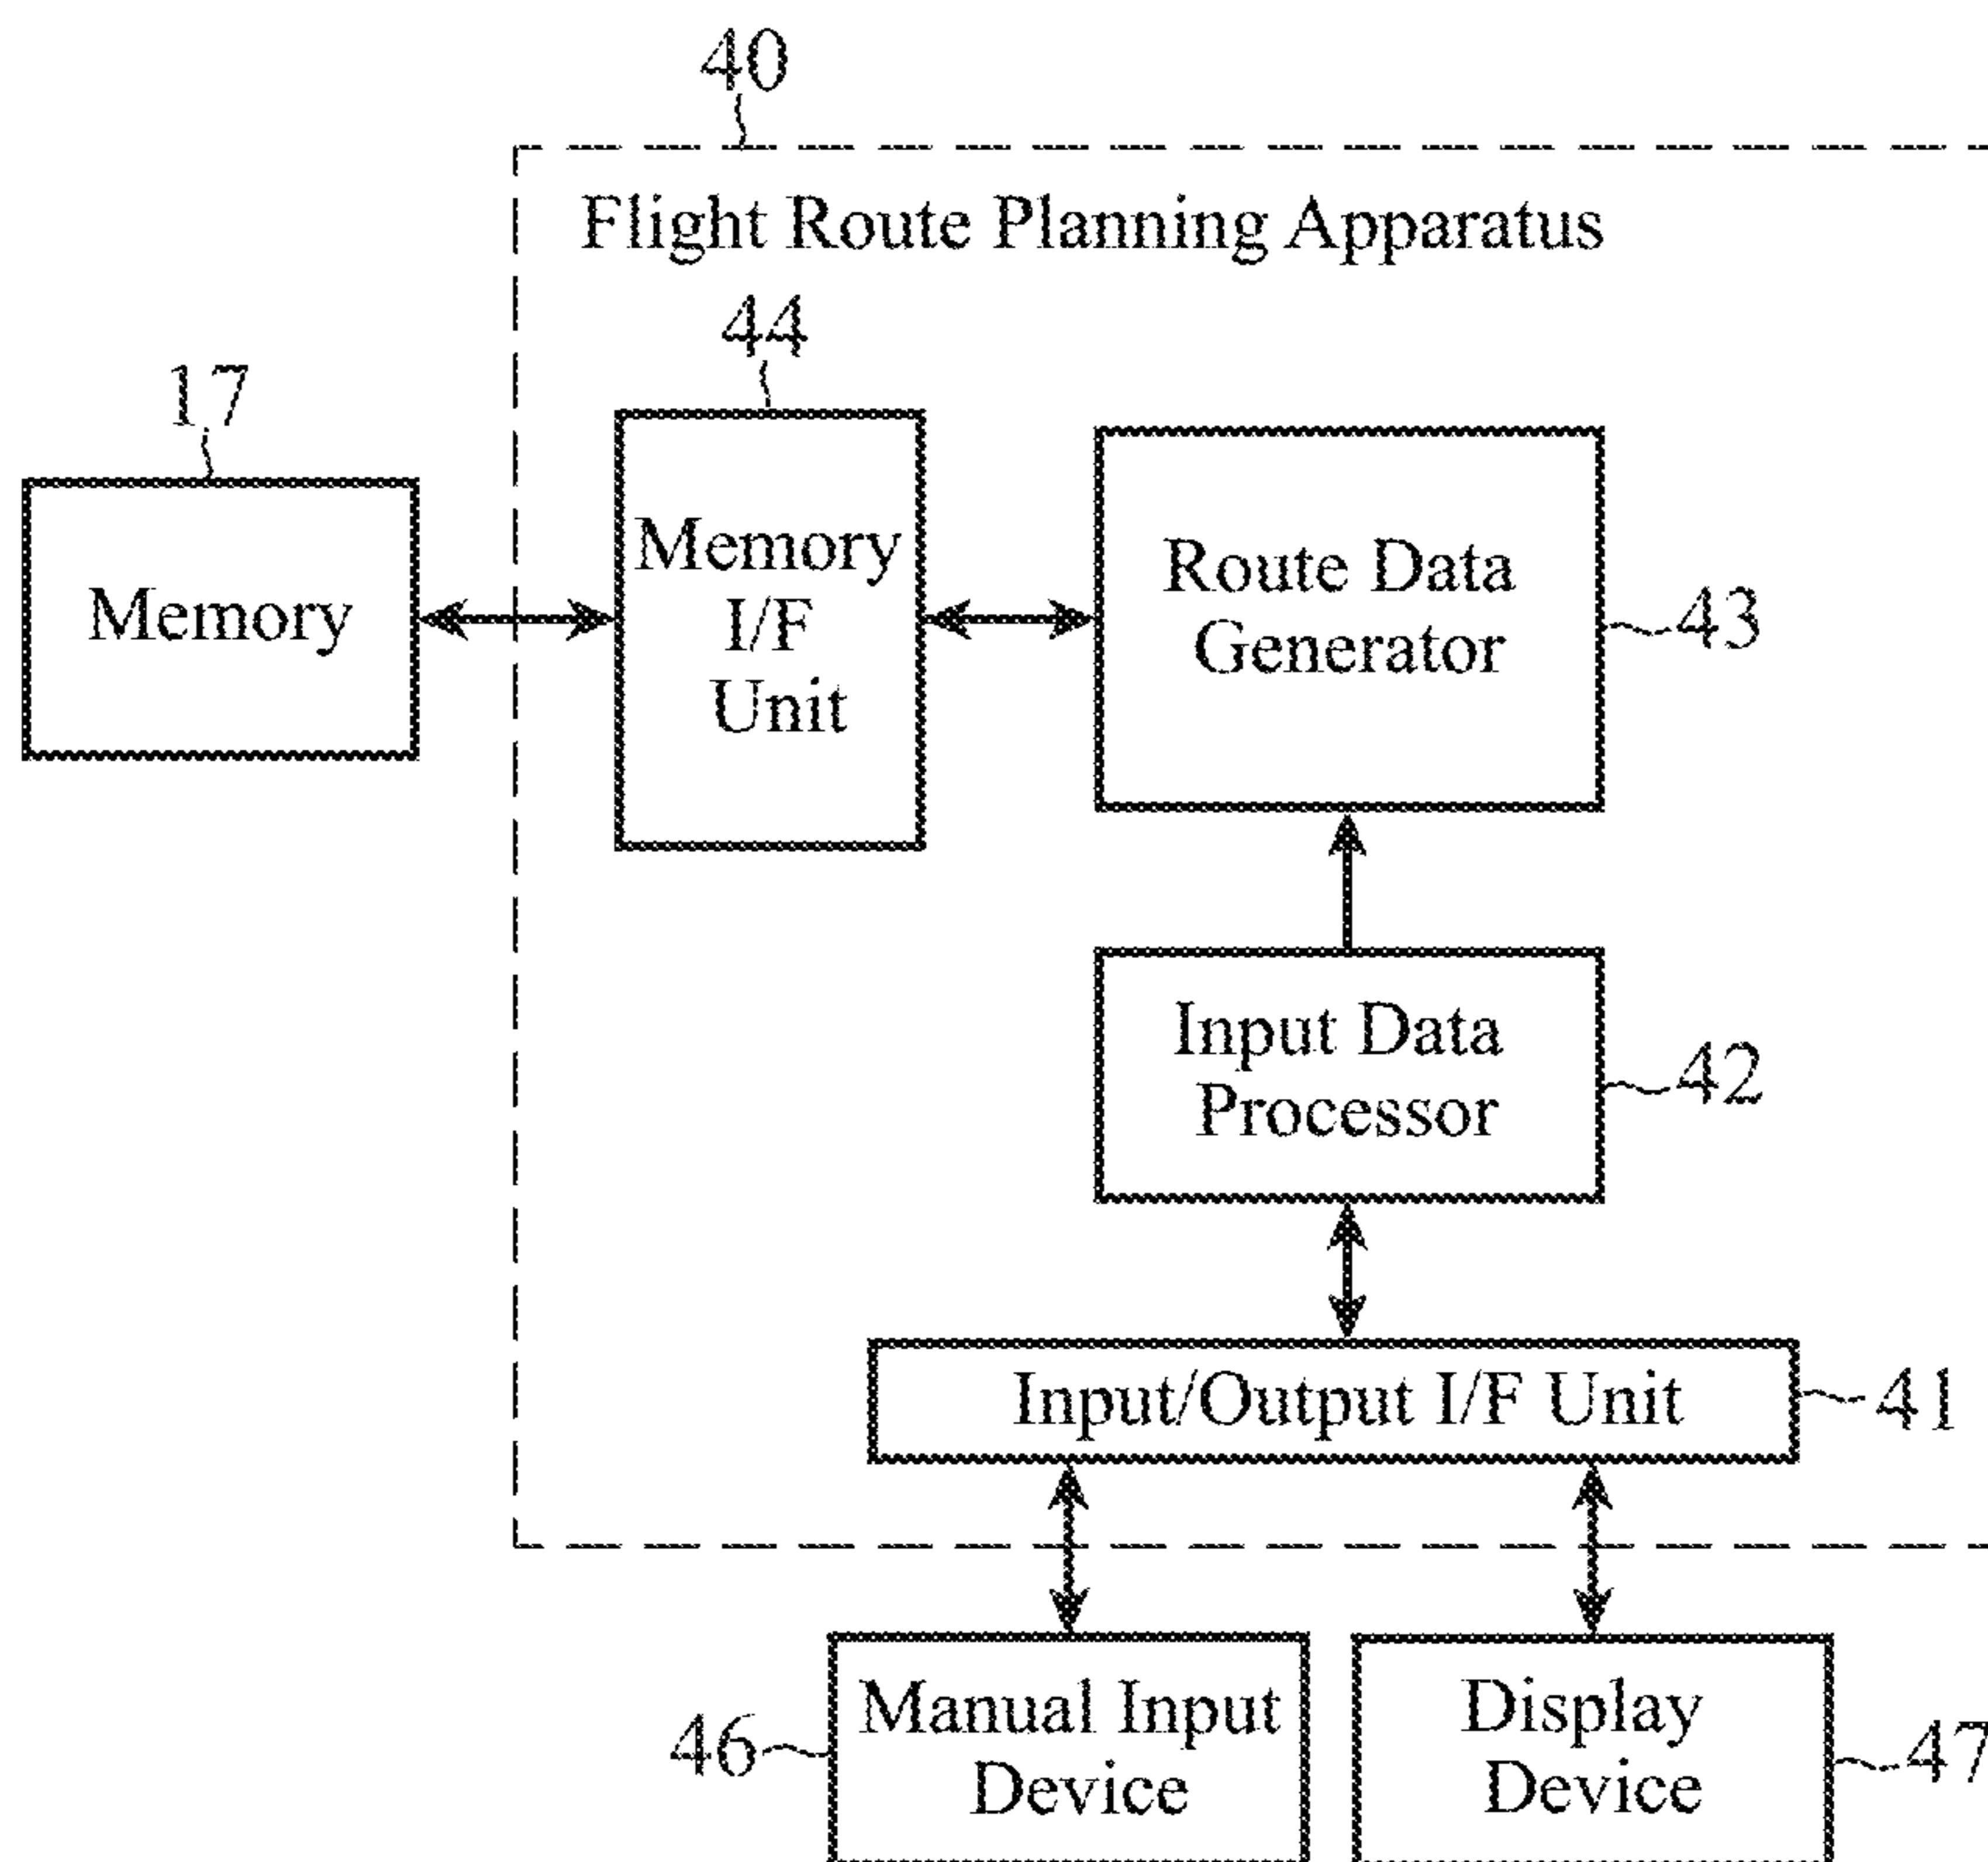 40
Flight Route Planning Apparatus
44
17
Memory
I/F
Unit
Route Data
Generator
43
Memory
Input Data
Processor
42
Input/Output I/F Unit
41
Manual Input
Device
46
Display
Device
47